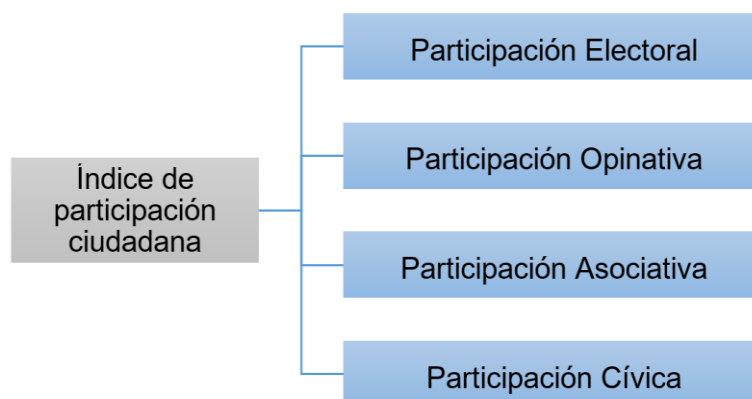 Participación Electoral
Participación Opinativa
Índice de
participación
ciudadana
Participación Asociativa
Participación Cívica